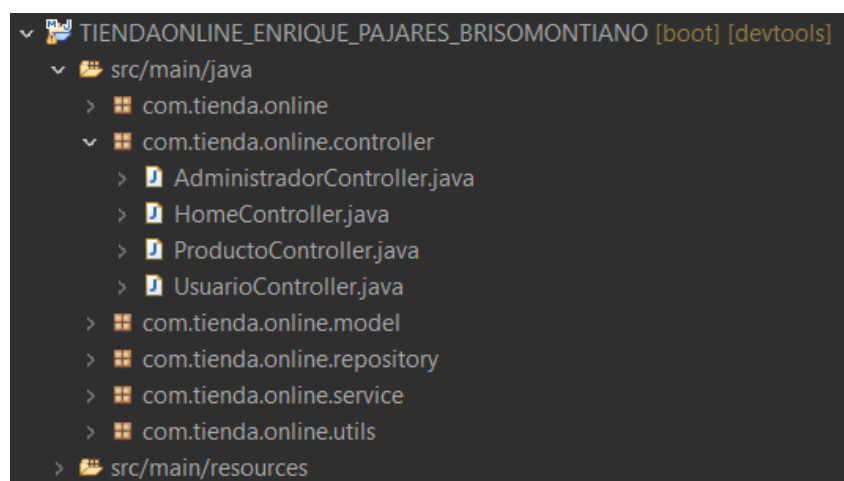 TIENDAONLINE_ENRIQUE_PAJARES_BRISOMONTIANO [boot] [devtools]
src/main/java
com.tienda.online
com.tienda.online.controller
AdministradorController.java
HomeController.java
ProductoController.java
UsuarioController.java
com.tienda.online.model
com.tienda.online.repository
com.tienda.online.service
com.tienda.online.utils
src/main/resources